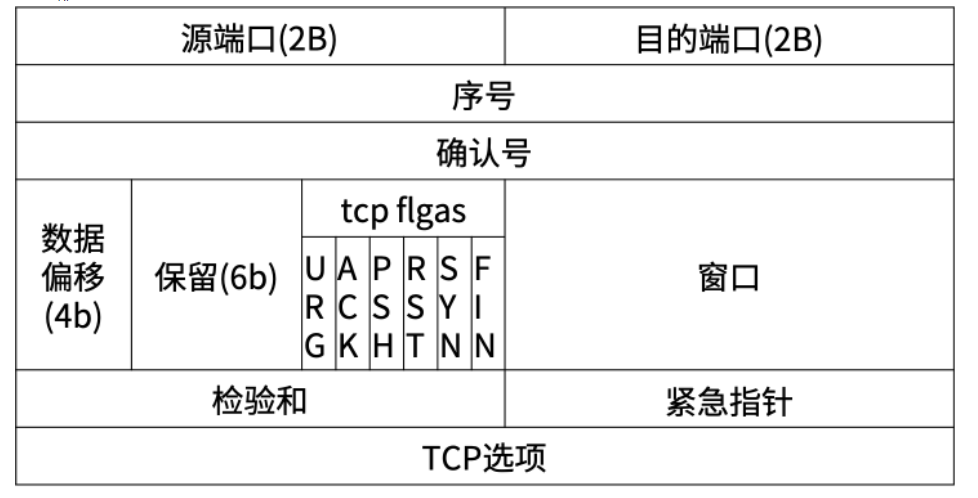 源端口(2B)
目的端口(2B)
序号
确认号
数据
偏移
(4b)
保留(6b)
tcp flgas
URG
ACK
PSH
RST
SYN
FIN
窗口
检验和
紧急指针
TCP选项